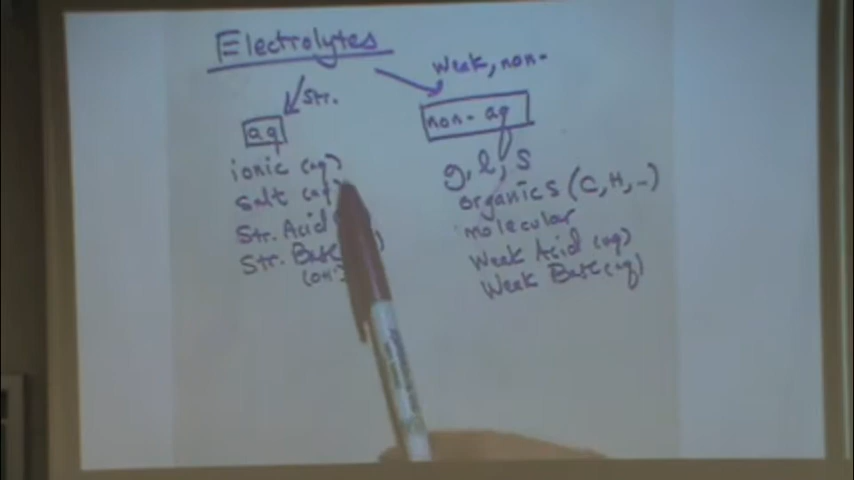 Electrolytes
Str.
Weak, non-
aq
non-aq
ionic (aq)
salt (aq)
Str. Acid
Str. Base
(OH⁻)
g, l, s
organics (C, H, ...)
molecular
Weak Acid (aq)
Weak Base (aq)